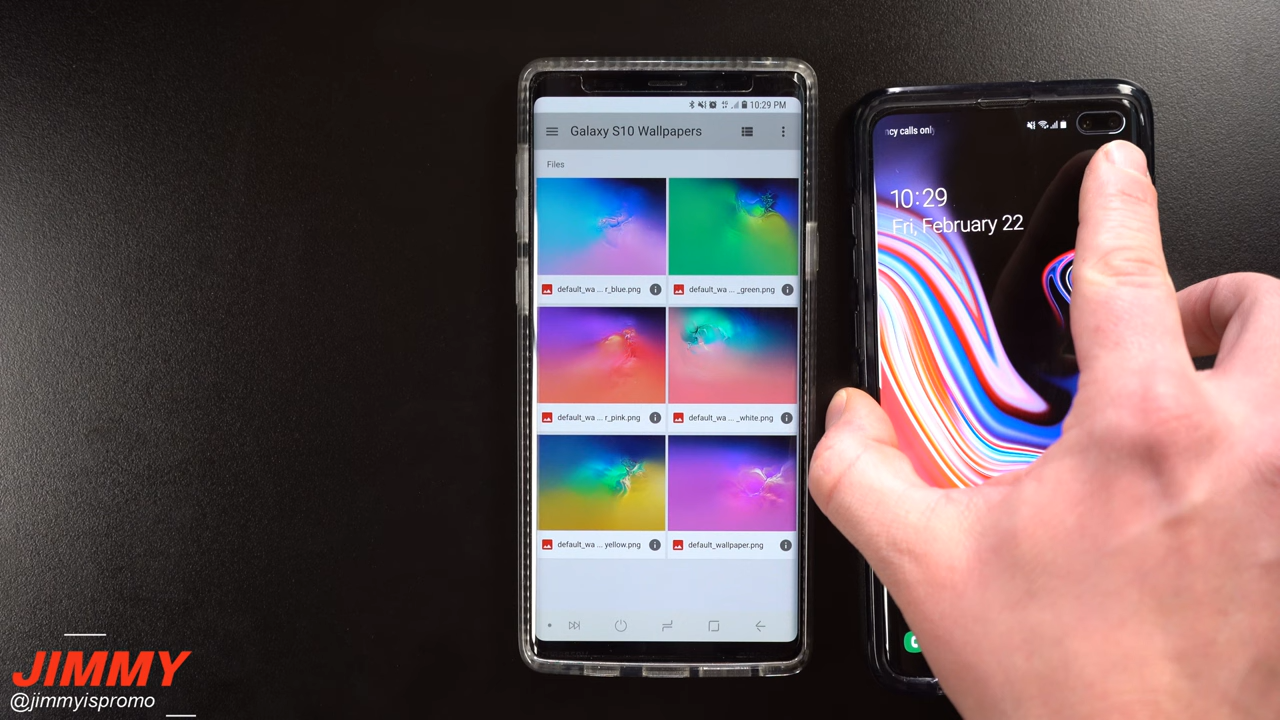 10:29 PM
Galaxy S10 Wallpapers
Files
default_wa ... r_blue.png
default_wa ... _green.png
default_wa ... r_pink.png
default_wa ... _white.png
default_wa ... yellow.png
default_wallpaper.png
ncy calls only
10:29
Fri, February 22
JIMMY
@jimmyispromo